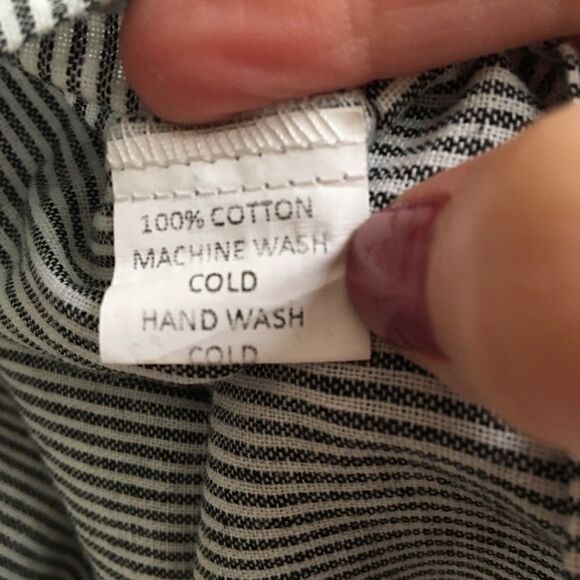 100% COTTON
MACHINE WASH
COLD
HAND WASH
COLD